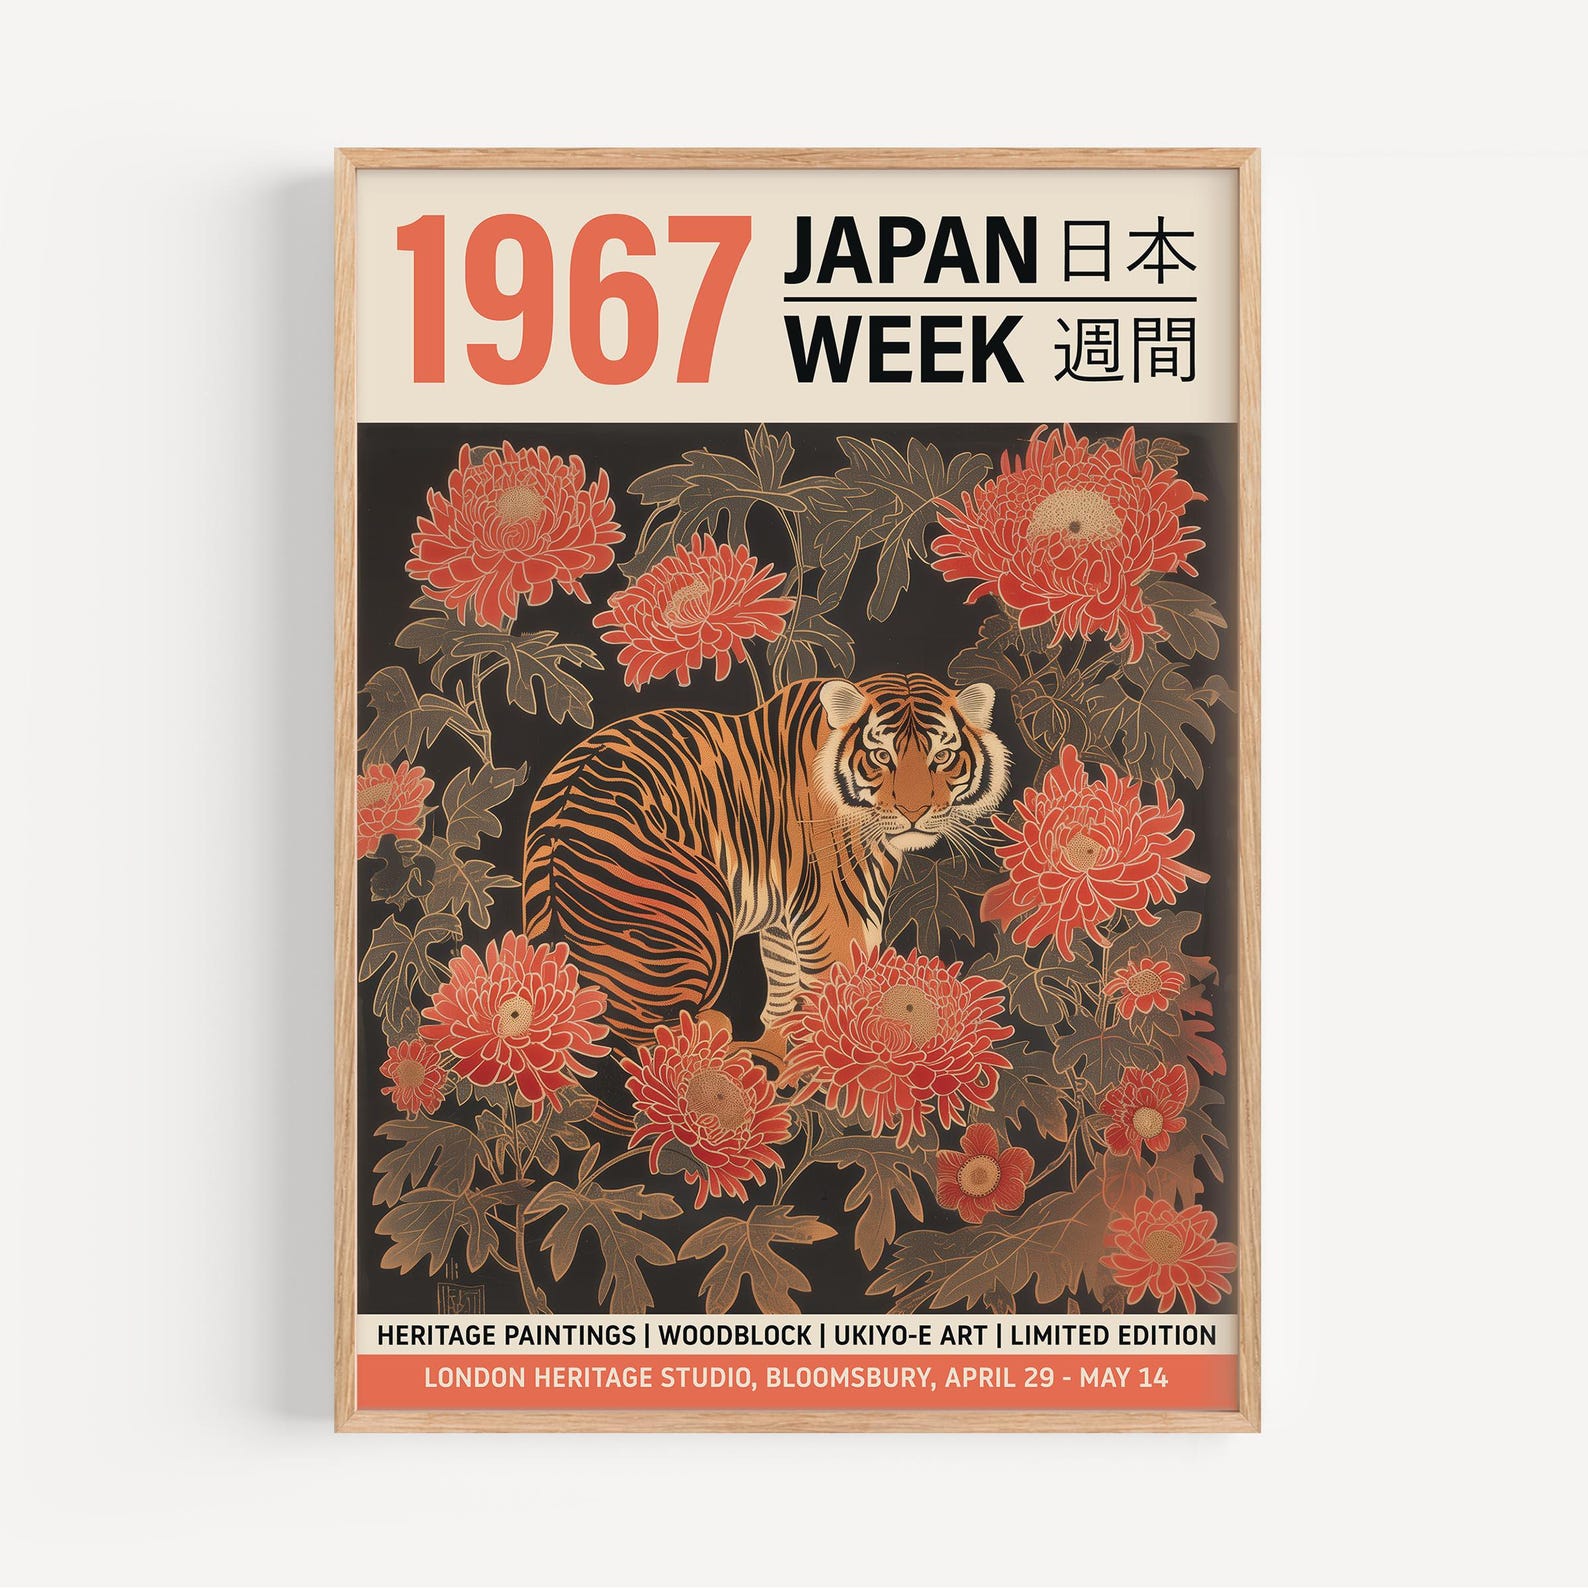 1967
JAPAN 日本
WEEK 週間
HERITAGE PAINTINGS | WOODBLOCK | UKIYO-E ART | LIMITED EDITION
LONDON HERITAGE STUDIO, BLOOMSBURY, APRIL 29 - MAY 14